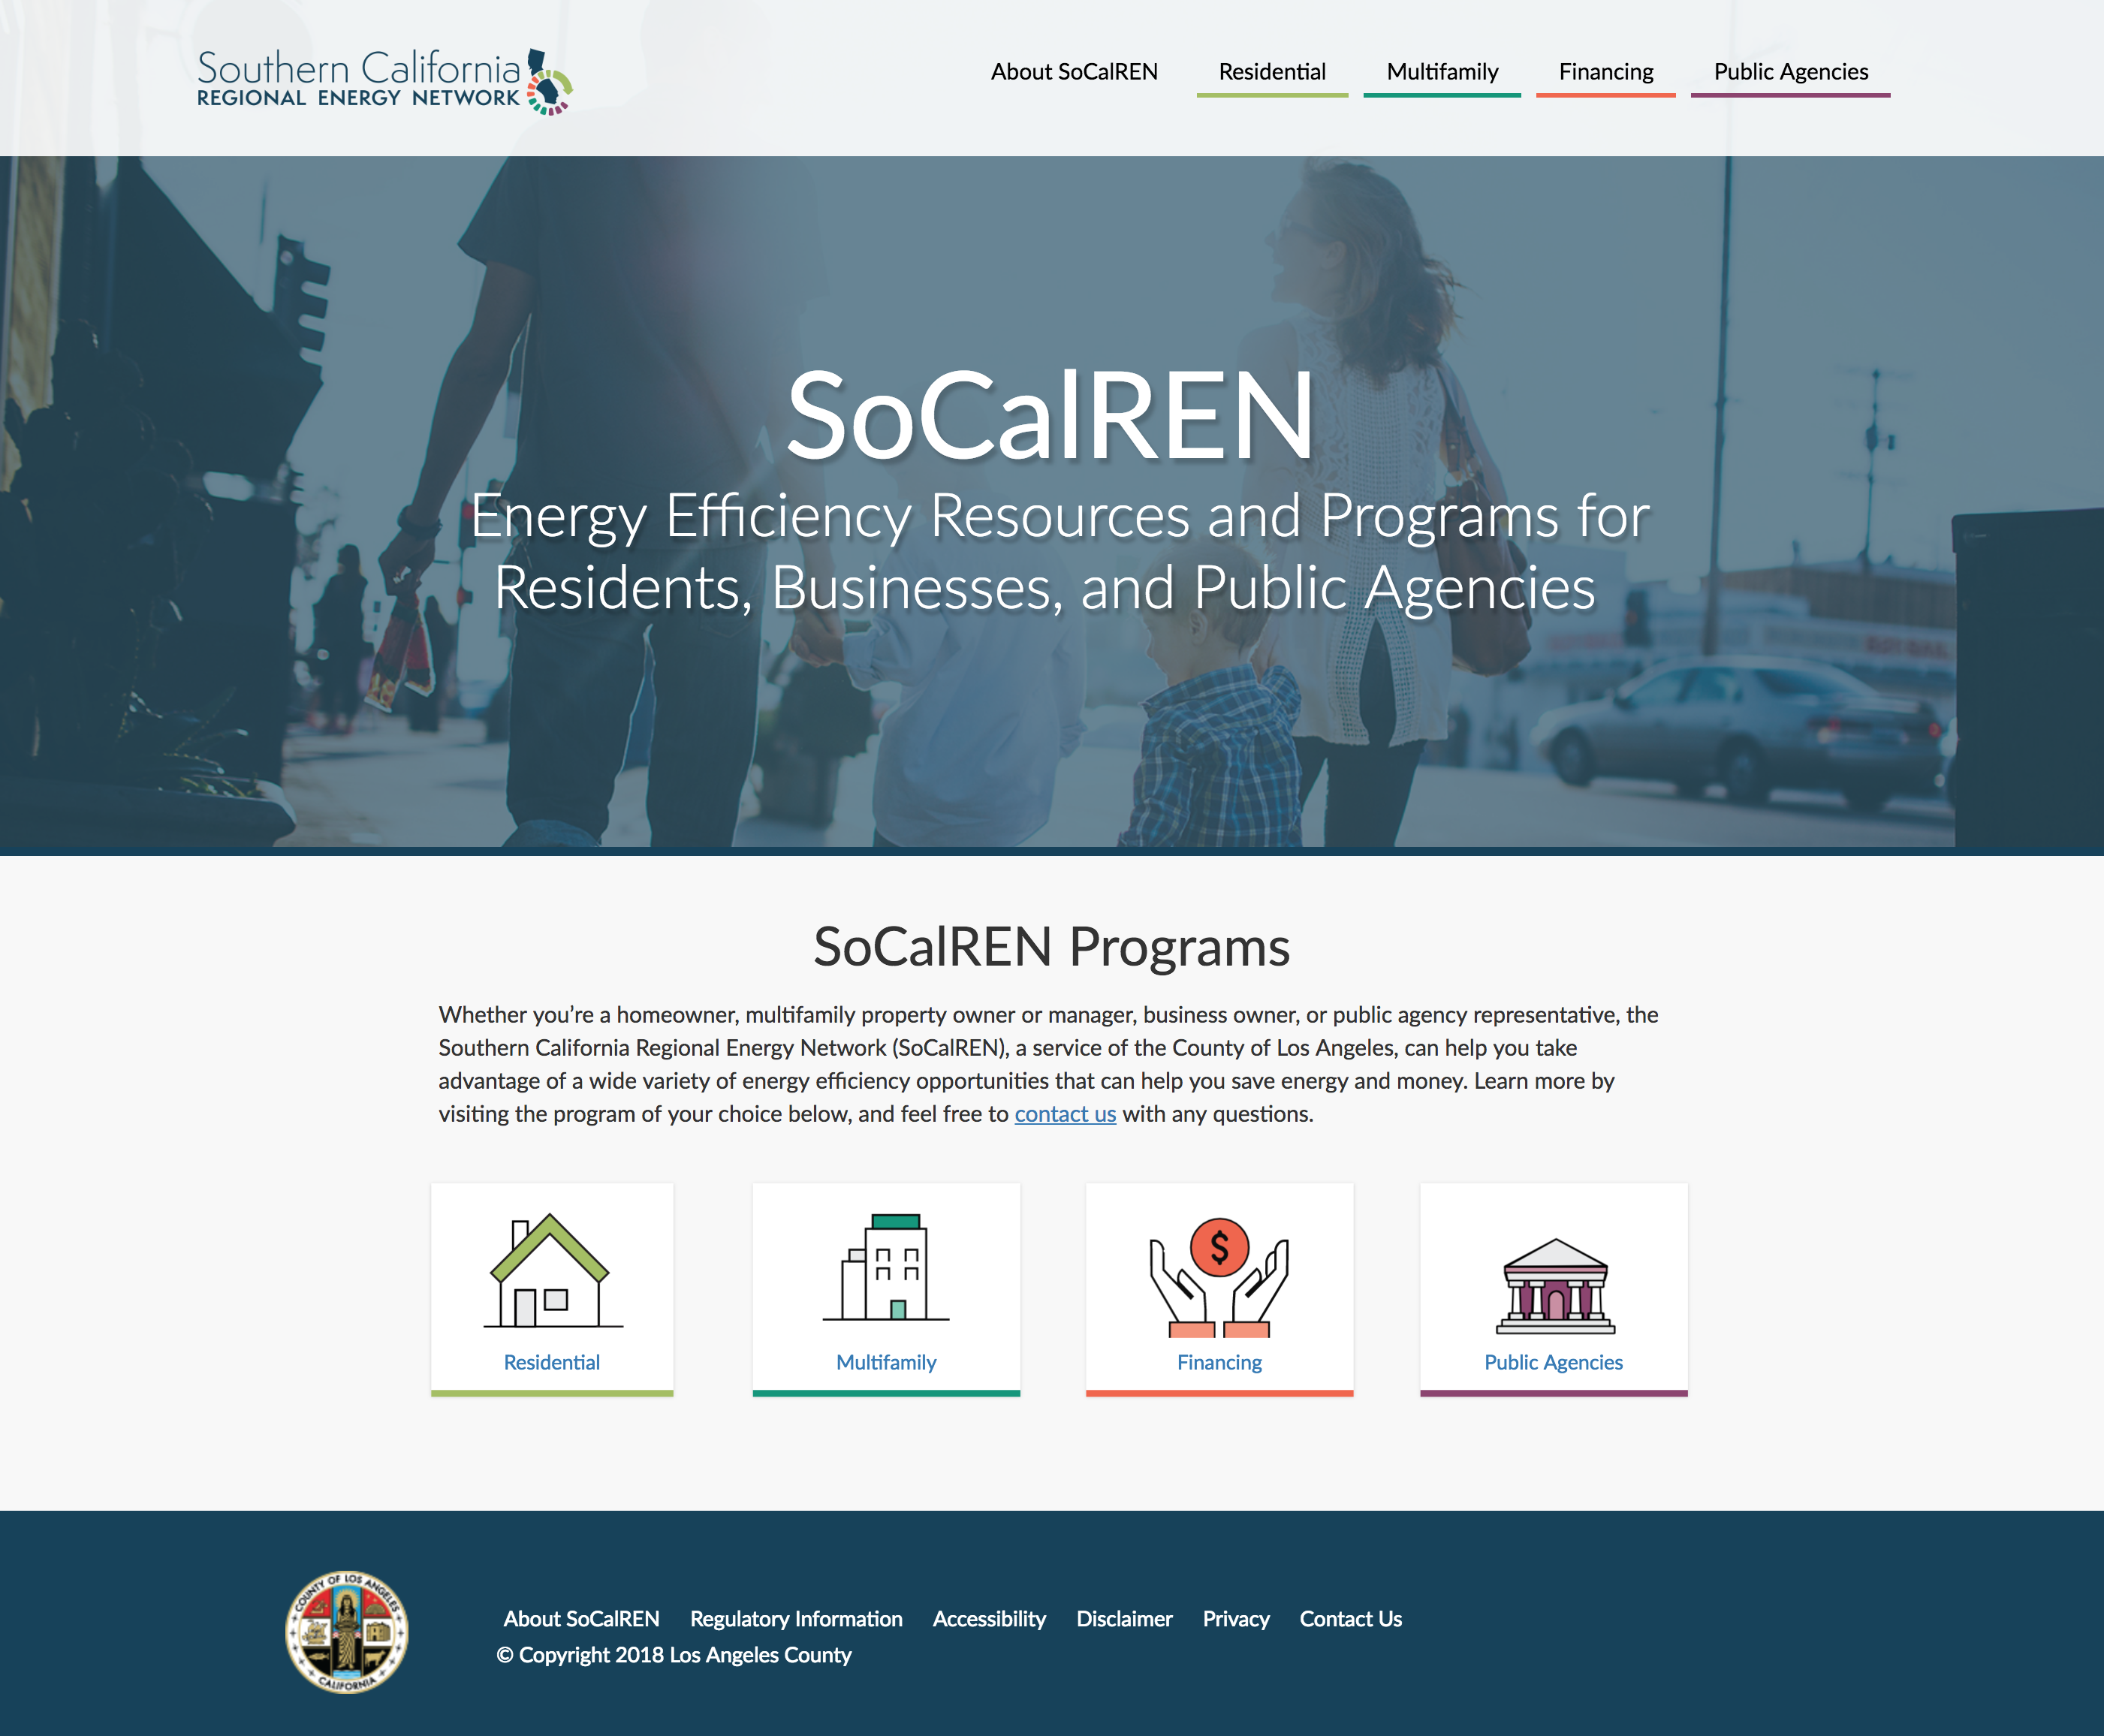 Southern California
REGIONAL ENERGY NETWORK
About SoCalREN
Residential
Multifamily
Financing
Public Agencies
SoCalREN
Energy Efficiency Resources and Programs for
Residents, Businesses, and Public Agencies
SoCalREN Programs
Whether you’re a homeowner, multifamily property owner or manager, business owner, or public agency representative, the
Southern California Regional Energy Network (SoCalREN), a service of the County of Los Angeles, can help you take
advantage of a wide variety of energy efficiency opportunities that can help you save energy and money. Learn more by
visiting the program of your choice below, and feel free to contact us with any questions.
$
Residential
Multifamily
Financing
Public Agencies
COUNTY OF LOS ANGELES
CALIFORNIA
About SoCalREN
Regulatory Information
Accessibility
Disclaimer
Privacy
Contact Us
© Copyright 2018 Los Angeles County